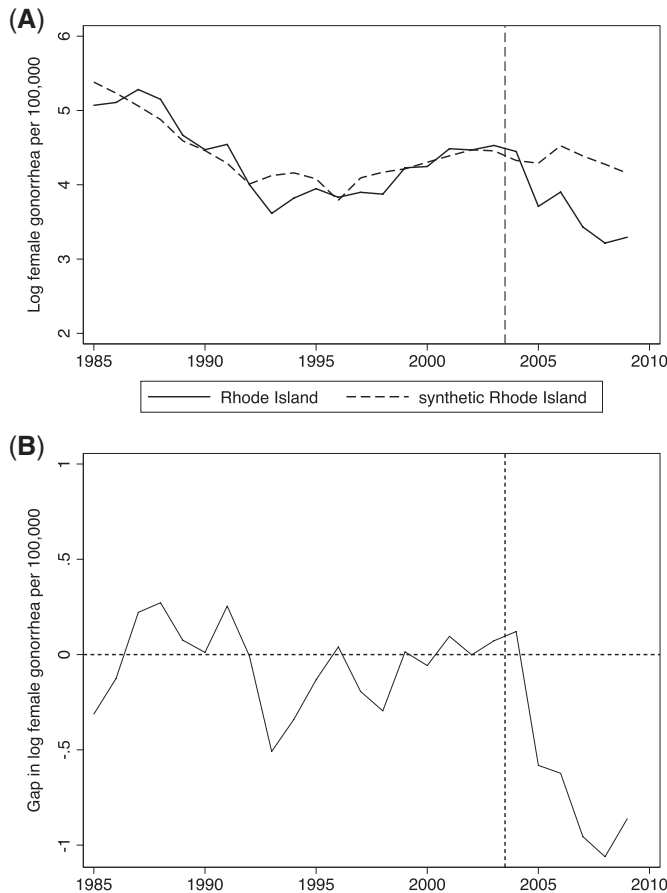 (A)
Log female gonorrhea per 100,000
6
5
4
3
2
1985 1990 1995 2000 2005 2010
Rhode Island synthetic Rhode Island
(B)
Gap in log female gonorrhea per 100,000
1
.5
0
-.5
-1
1985 1990 1995 2000 2005 2010